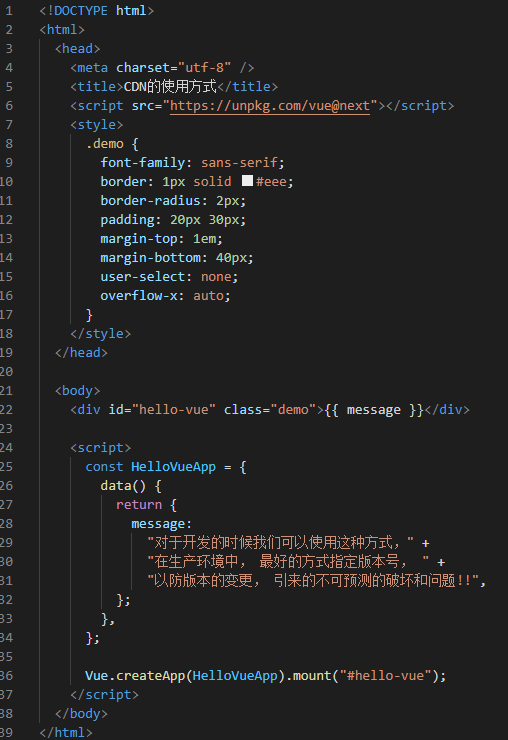 1 <!DOCTYPE html>
2 <html>
3 <head>
4 <meta charset="utf-8" />
5 <title>CDN的使用方式</title>
6 <script src="https://unpkg.com/vue@next"></script>
7 <style>
8 .demo {
9 font-family: sans-serif;
10 border: 1px solid #eee;
11 border-radius: 2px;
12 padding: 20px 30px;
13 margin-top: 1em;
14 margin-bottom: 40px;
15 user-select: none;
16 overflow-x: auto;
17 }
18 </style>
19 </head>
20
21 <body>
22 <div id="hello-vue" class="demo">{{ message }}</div>
23
24 <script>
25 const HelloVueApp = {
26 data() {
27 return {
28 message:
29 "对于开发的时候我们可以使用这种方式，" +
30 "在生产环境中， 最好的方式指定版本号， " +
31 "以防版本的变更， 引来的不可预测的破坏和问题!!",
32 };
33 },
34 };
35
36 Vue.createApp(HelloVueApp).mount("#hello-vue");
37 </script>
38 </body>
39 </html>